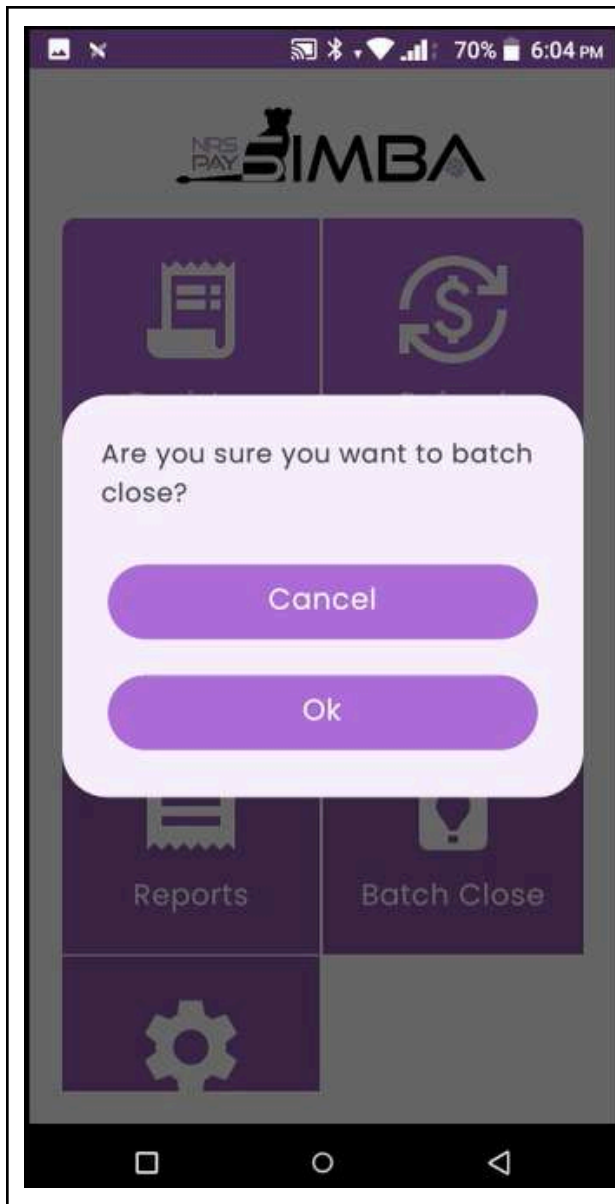 70% 6:04 PM
NRS
PAY
SIMBA
Are you sure you want to batch
close?
Cancel
Ok
Reports
Batch Close